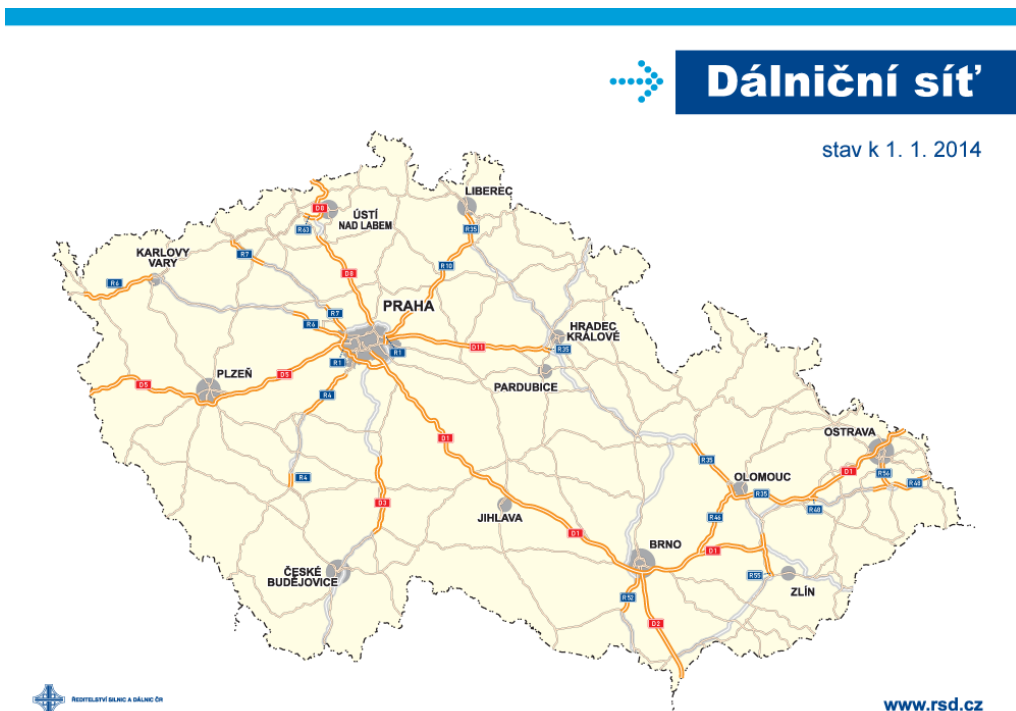 Dálniční síť
stav k 1. 1. 2014
LIBEREC
D8
ÚSTÍ
NAD LABEM
R63
R35
KARLOVY
VARY
R7
R10
R6
D8
PRAHA
R7
R6
HRADEC
KRÁLOVÉ
D11
R35
R1
R1
PLZEŇ
D5
D5
PARDUBICE
R4
OSTRAVA
D1
R35
D1
R56
R48
OLOMOUC
R4
R35
R48
D3
JIHLAVA
R46
D1
BRNO
D1
ČESKÉ
BUDĚJOVICE
R55
ZLÍN
R52
D2
ŘEDITELSTVÍ SILNIC A DÁLNIC ČR
www.rsd.cz